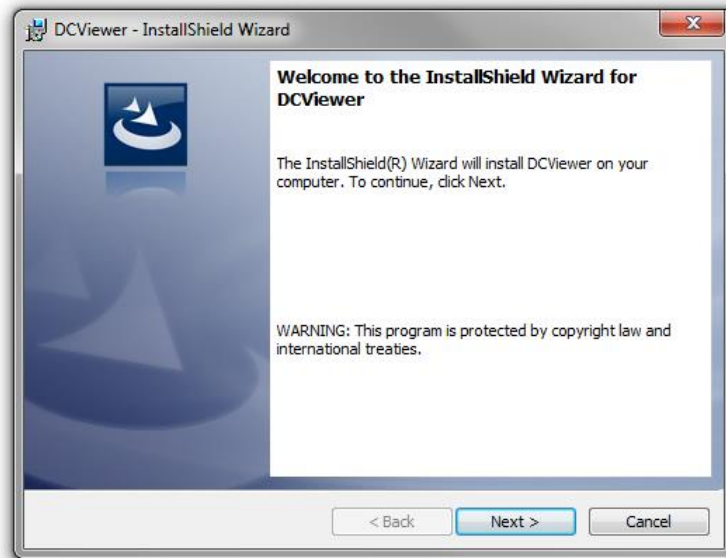 DCViewer - InstallShield Wizard
Welcome to the InstallShield Wizard for
DCViewer
The InstallShield(R) Wizard will install DCViewer on your
computer. To continue, click Next.
WARNING: This program is protected by copyright law and
international treaties.
< Back
Next >
Cancel